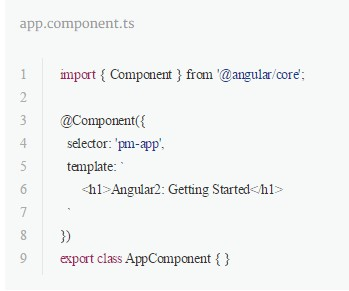 app.component.ts
1 import { Component } from '@angular/core';
2
3 @Component({
4 selector: 'pm-app',
5 template: `
6 <h1>Angular2: Getting Started</h1>
7 `
8 })
9 export class AppComponent { }